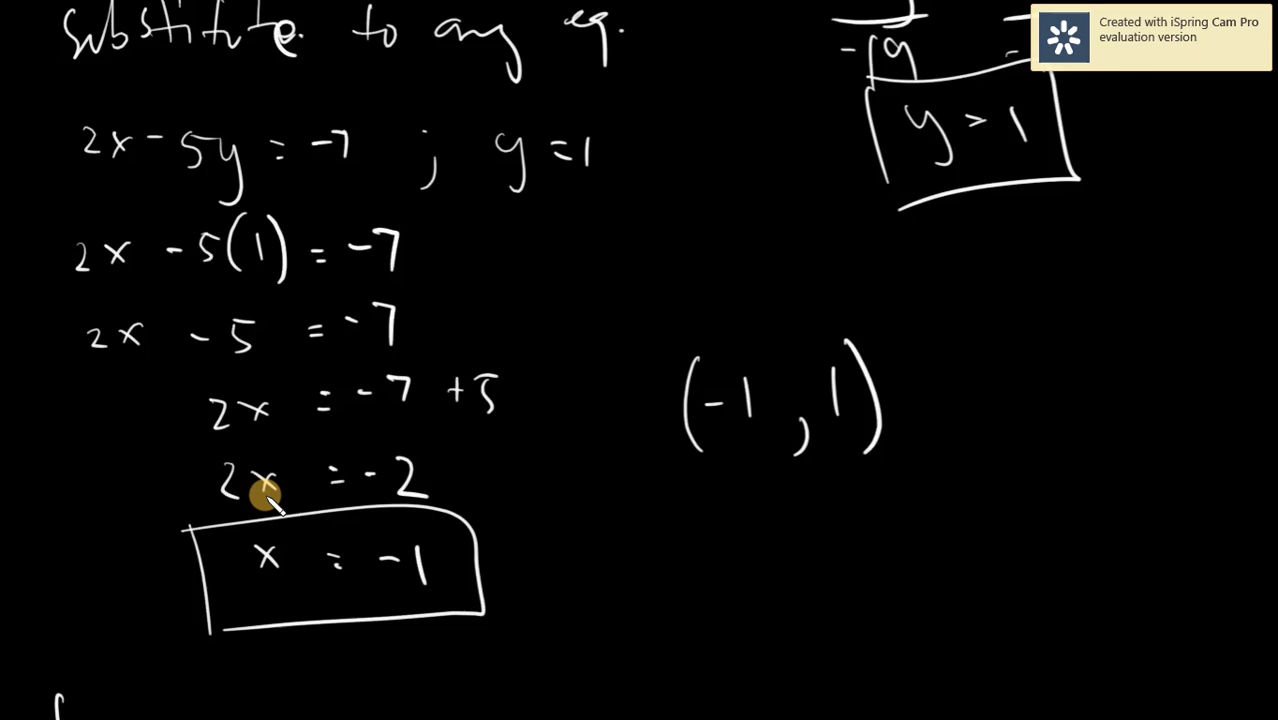 substitute to any eq.
2x - 5y = -7 ; y = 1
2x - 5(1) = -7
2x - 5 = -7
2x = -7 + 5
2x = -2
x = -1
(-1, 1)
y = 1
Created with iSpring Cam Pro
evaluation version